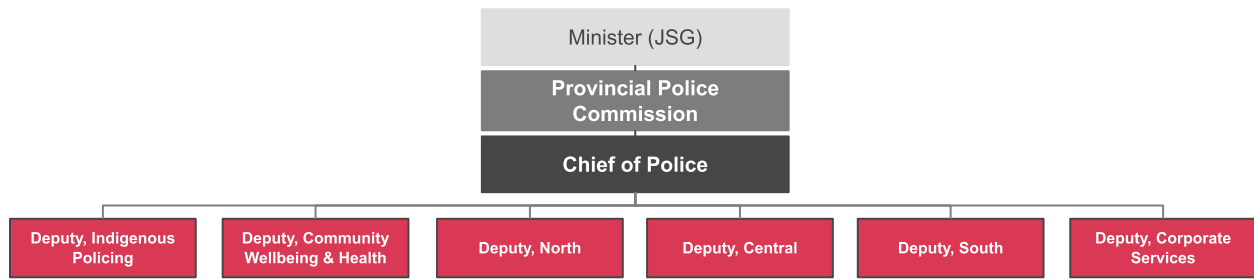 Minister (JSG)
Provincial Police
Commission
Chief of Police
Deputy, Indigenous
Policing
Deputy, Community
Wellbeing & Health
Deputy, North
Deputy, Central
Deputy, South
Deputy, Corporate
Services